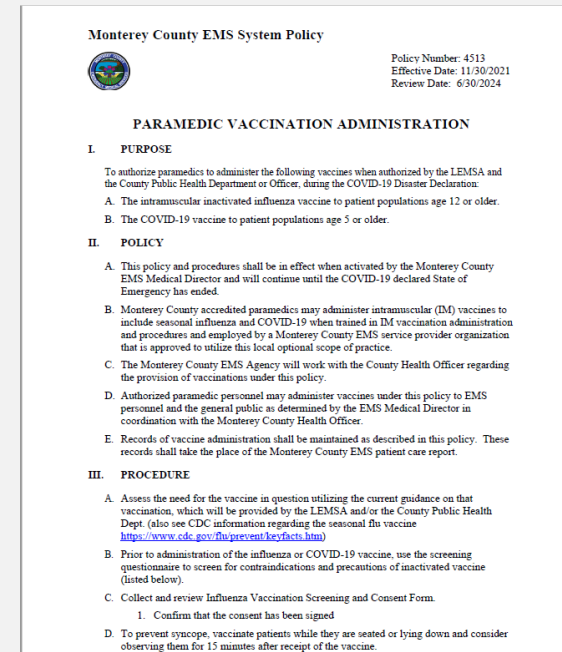 Monterey County EMS System Policy
Policy Number: 4513
Effective Date: 11/30/2021
Review Date: 6/30/2024
PARAMEDIC VACCINATION ADMINISTRATION
I. PURPOSE
To authorize paramedics to administer the following vaccines when authorized by the LEMSA and
the County Public Health Department or Officer, during the COVID-19 Disaster Declaration:
A. The intramuscular inactivated influenza vaccine to patient populations age 12 or older.
B. The COVID-19 vaccine to patient populations age 5 or older.
II. POLICY
A. This policy and procedures shall be in effect when activated by the Monterey County
EMS Medical Director and will continue until the COVID-19 declared State of
Emergency has ended.
B. Monterey County accredited paramedics may administer intramuscular (IM) vaccines to
include seasonal influenza and COVID-19 when trained in IM vaccination administration
and procedures and employed by a Monterey County EMS service provider organization
that is approved to utilize this local optional scope of practice.
C. The Monterey County EMS Agency will work with the County Health Officer regarding
the provision of vaccinations under this policy.
D. Authorized paramedic personnel may administer vaccines under this policy to EMS
personnel and the general public as determined by the EMS Medical Director in
coordination with the Monterey County Health Officer.
E. Records of vaccine administration shall be maintained as described in this policy. These
records shall take the place of the Monterey County EMS patient care report.
III. PROCEDURE
A. Assess the need for the vaccine in question utilizing the current guidance on that
vaccination, which will be provided by the LEMSA and/or the County Public Health
Dept. (also see CDC information regarding the seasonal flu vaccine
https://www.cdc.gov/flu/prevent/keyfacts.htm)
B. Prior to administration of the influenza or COVID-19 vaccine, use the screening
questionnaire to screen for contraindications and precautions of inactivated vaccine
(listed below).
C. Collect and review Influenza Vaccination Screening and Consent Form.
1. Confirm that the consent has been signed
D. To prevent syncope, vaccinate patients while they are seated or lying down and consider
observing them for 15 minutes after receipt of the vaccine.